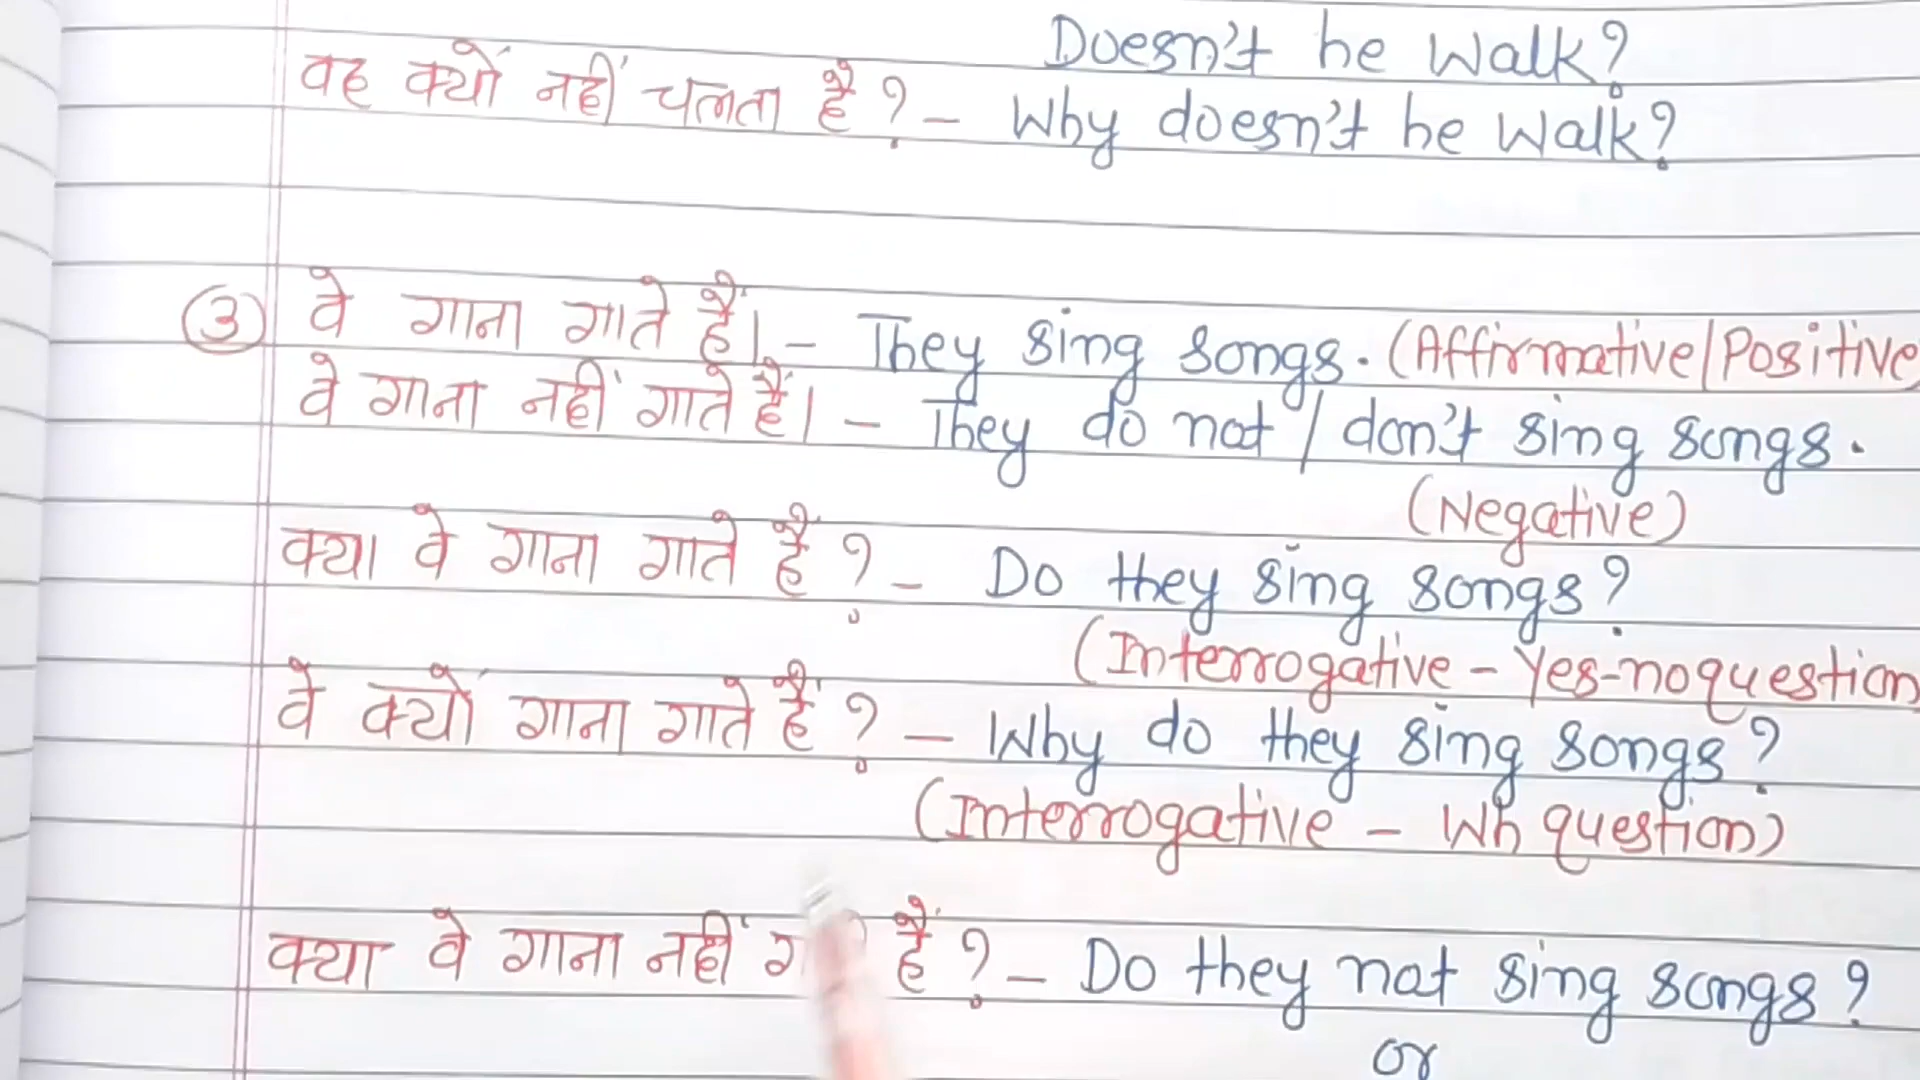 Doesn't he walk?
वह क्यों नहीं चलता है? - Why doesn't he walk?
③ वे गाना गाते हैं। - They sing songs. (Affirmative/Positive)
वे गाना नहीं गाते हैं। - They do not / don't sing songs.
(Negative)
क्या वे गाना गाते हैं? - Do they sing songs?
(Interrogative - Yes-no question
वे क्यों गाना गाते हैं? - Why do they sing songs?
(Interrogative - Wh question)
क्या वे गाना नहीं हैं? - Do they not sing songs?
or